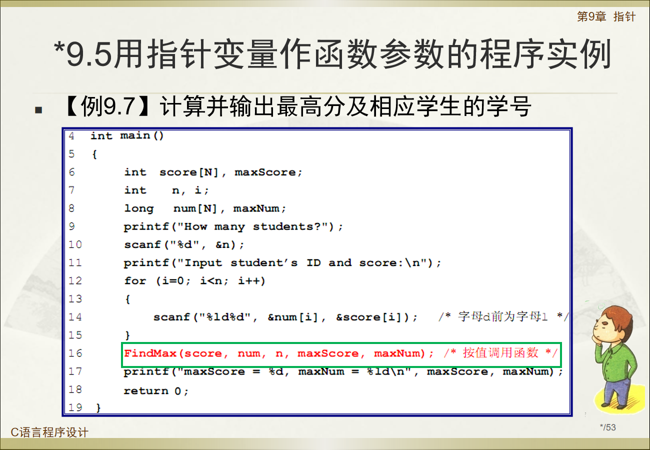 第9章 指针
*9.5用指针变量作函数参数的程序实例
【例9.7】计算并输出最高分及相应学生的学号
4 int main()
5 {
6 int score[N], maxScore;
7 int n, i;
8 long num[N], maxNum;
9 printf("How many students?");
10 scanf("%d", &n);
11 printf("Input student's ID and score:\n");
12 for (i=0; i<n; i++)
13 {
14 scanf("%ld%d", &num[i], &score[i]); /* 字母d前为字母l */
15 }
16 FindMax(score, num, n, maxScore, maxNum); /* 按值调用函数 */
17 printf("maxScore = %d, maxNum = %ld\n", maxScore, maxNum);
18 return 0;
19 }
C语言程序设计
*/53